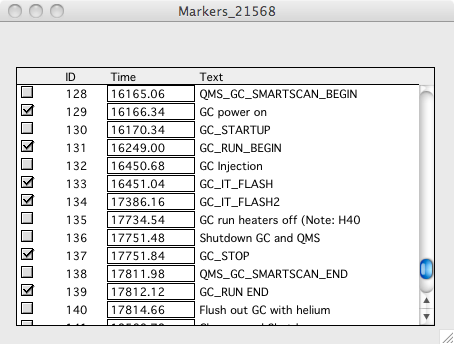 Markers_21568
ID Time Text
128 16165.06 QMS_GC_SMARTSCAN_BEGIN
129 16166.34 GC power on
130 16170.34 GC_STARTUP
131 16249.00 GC_RUN_BEGIN
132 16450.68 GC Injection
133 16451.04 GC_IT_FLASH
134 17386.16 GC_IT_FLASH2
135 17734.54 GC run heaters off (Note: H40
136 17751.48 Shutdown GC and QMS
137 17751.84 GC_STOP
138 17811.98 QMS_GC_SMARTSCAN_END
139 17812.12 GC_RUN END
140 17814.66 Flush out GC with helium